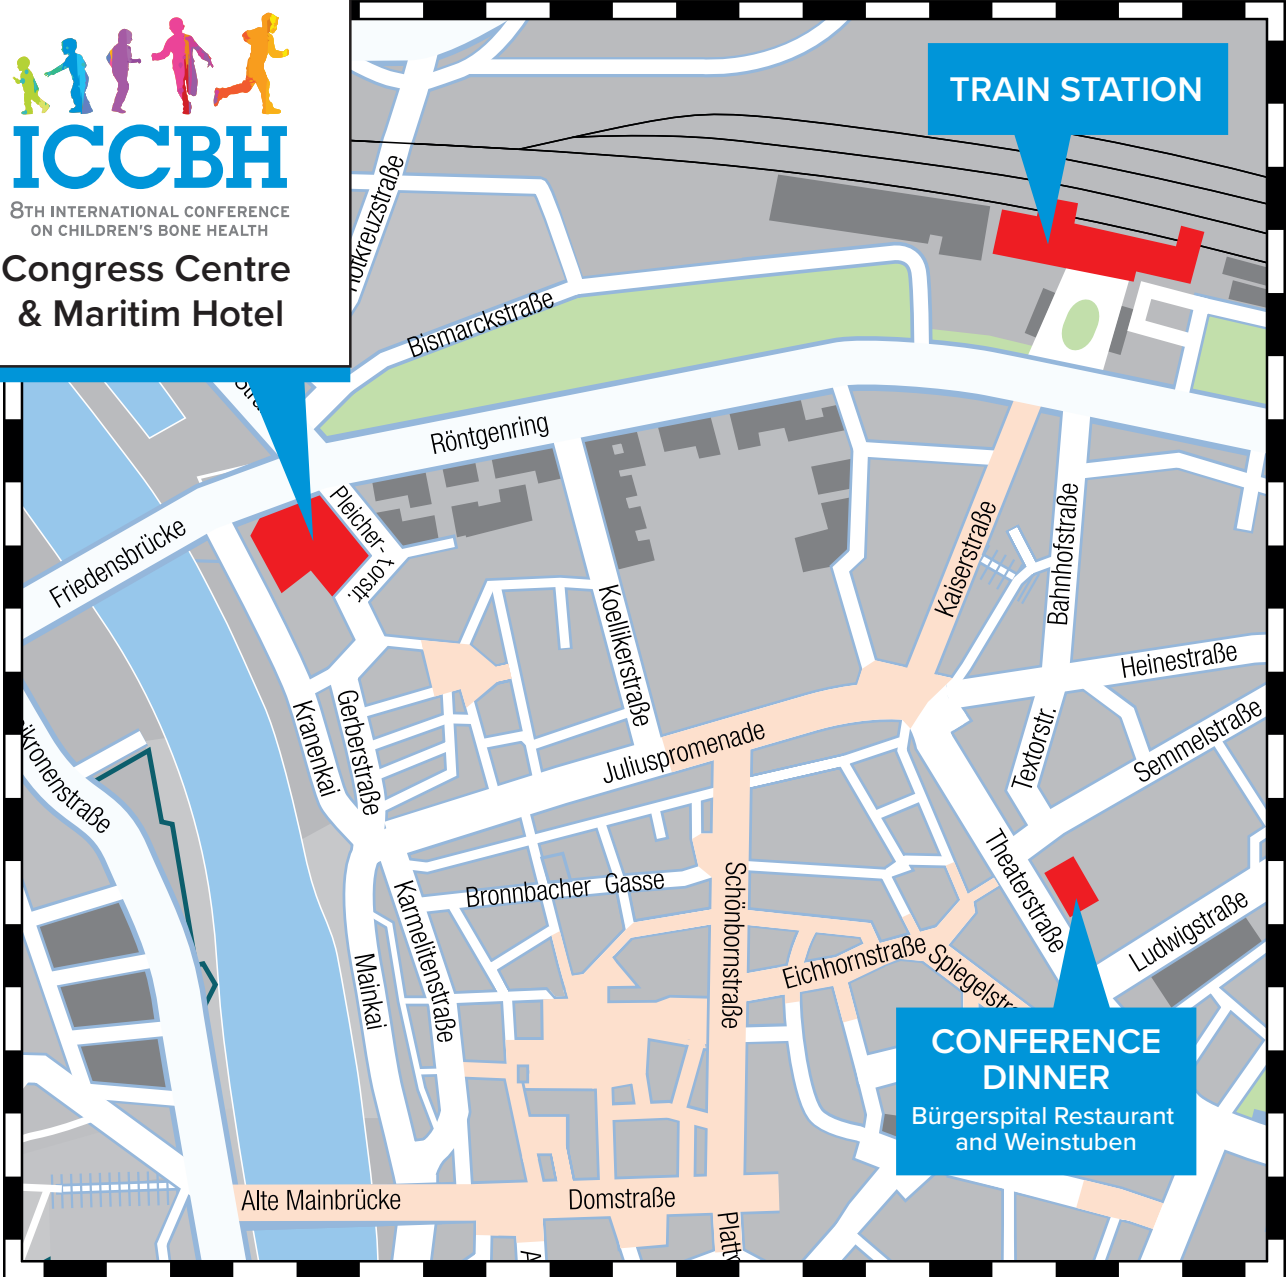 ICCBH
8TH INTERNATIONAL CONFERENCE
ON CHILDREN'S BONE HEALTH
Congress Centre
& Maritim Hotel
TRAIN STATION
Bismarckstraße
Röntgenring
Pleicher-
torstr.
Friedensbrücke
Kaiserstraße
Bahnhofstraße
Koellikerstraße
Heinestraße
Kranenkai
Gerberstraße
Juliuspromenade
Textorstr.
Semmelstraße
Theaterstraße
Bronnbacher Gasse
Karmelitenstraße
Schönbornstraße
Ludwigstraße
Eichhornstraße
Spiegelstr
Mainkai
CONFERENCE
DINNER
Bürgerspital Restaurant
and Weinstuben
Alte Mainbrücke
Domstraße